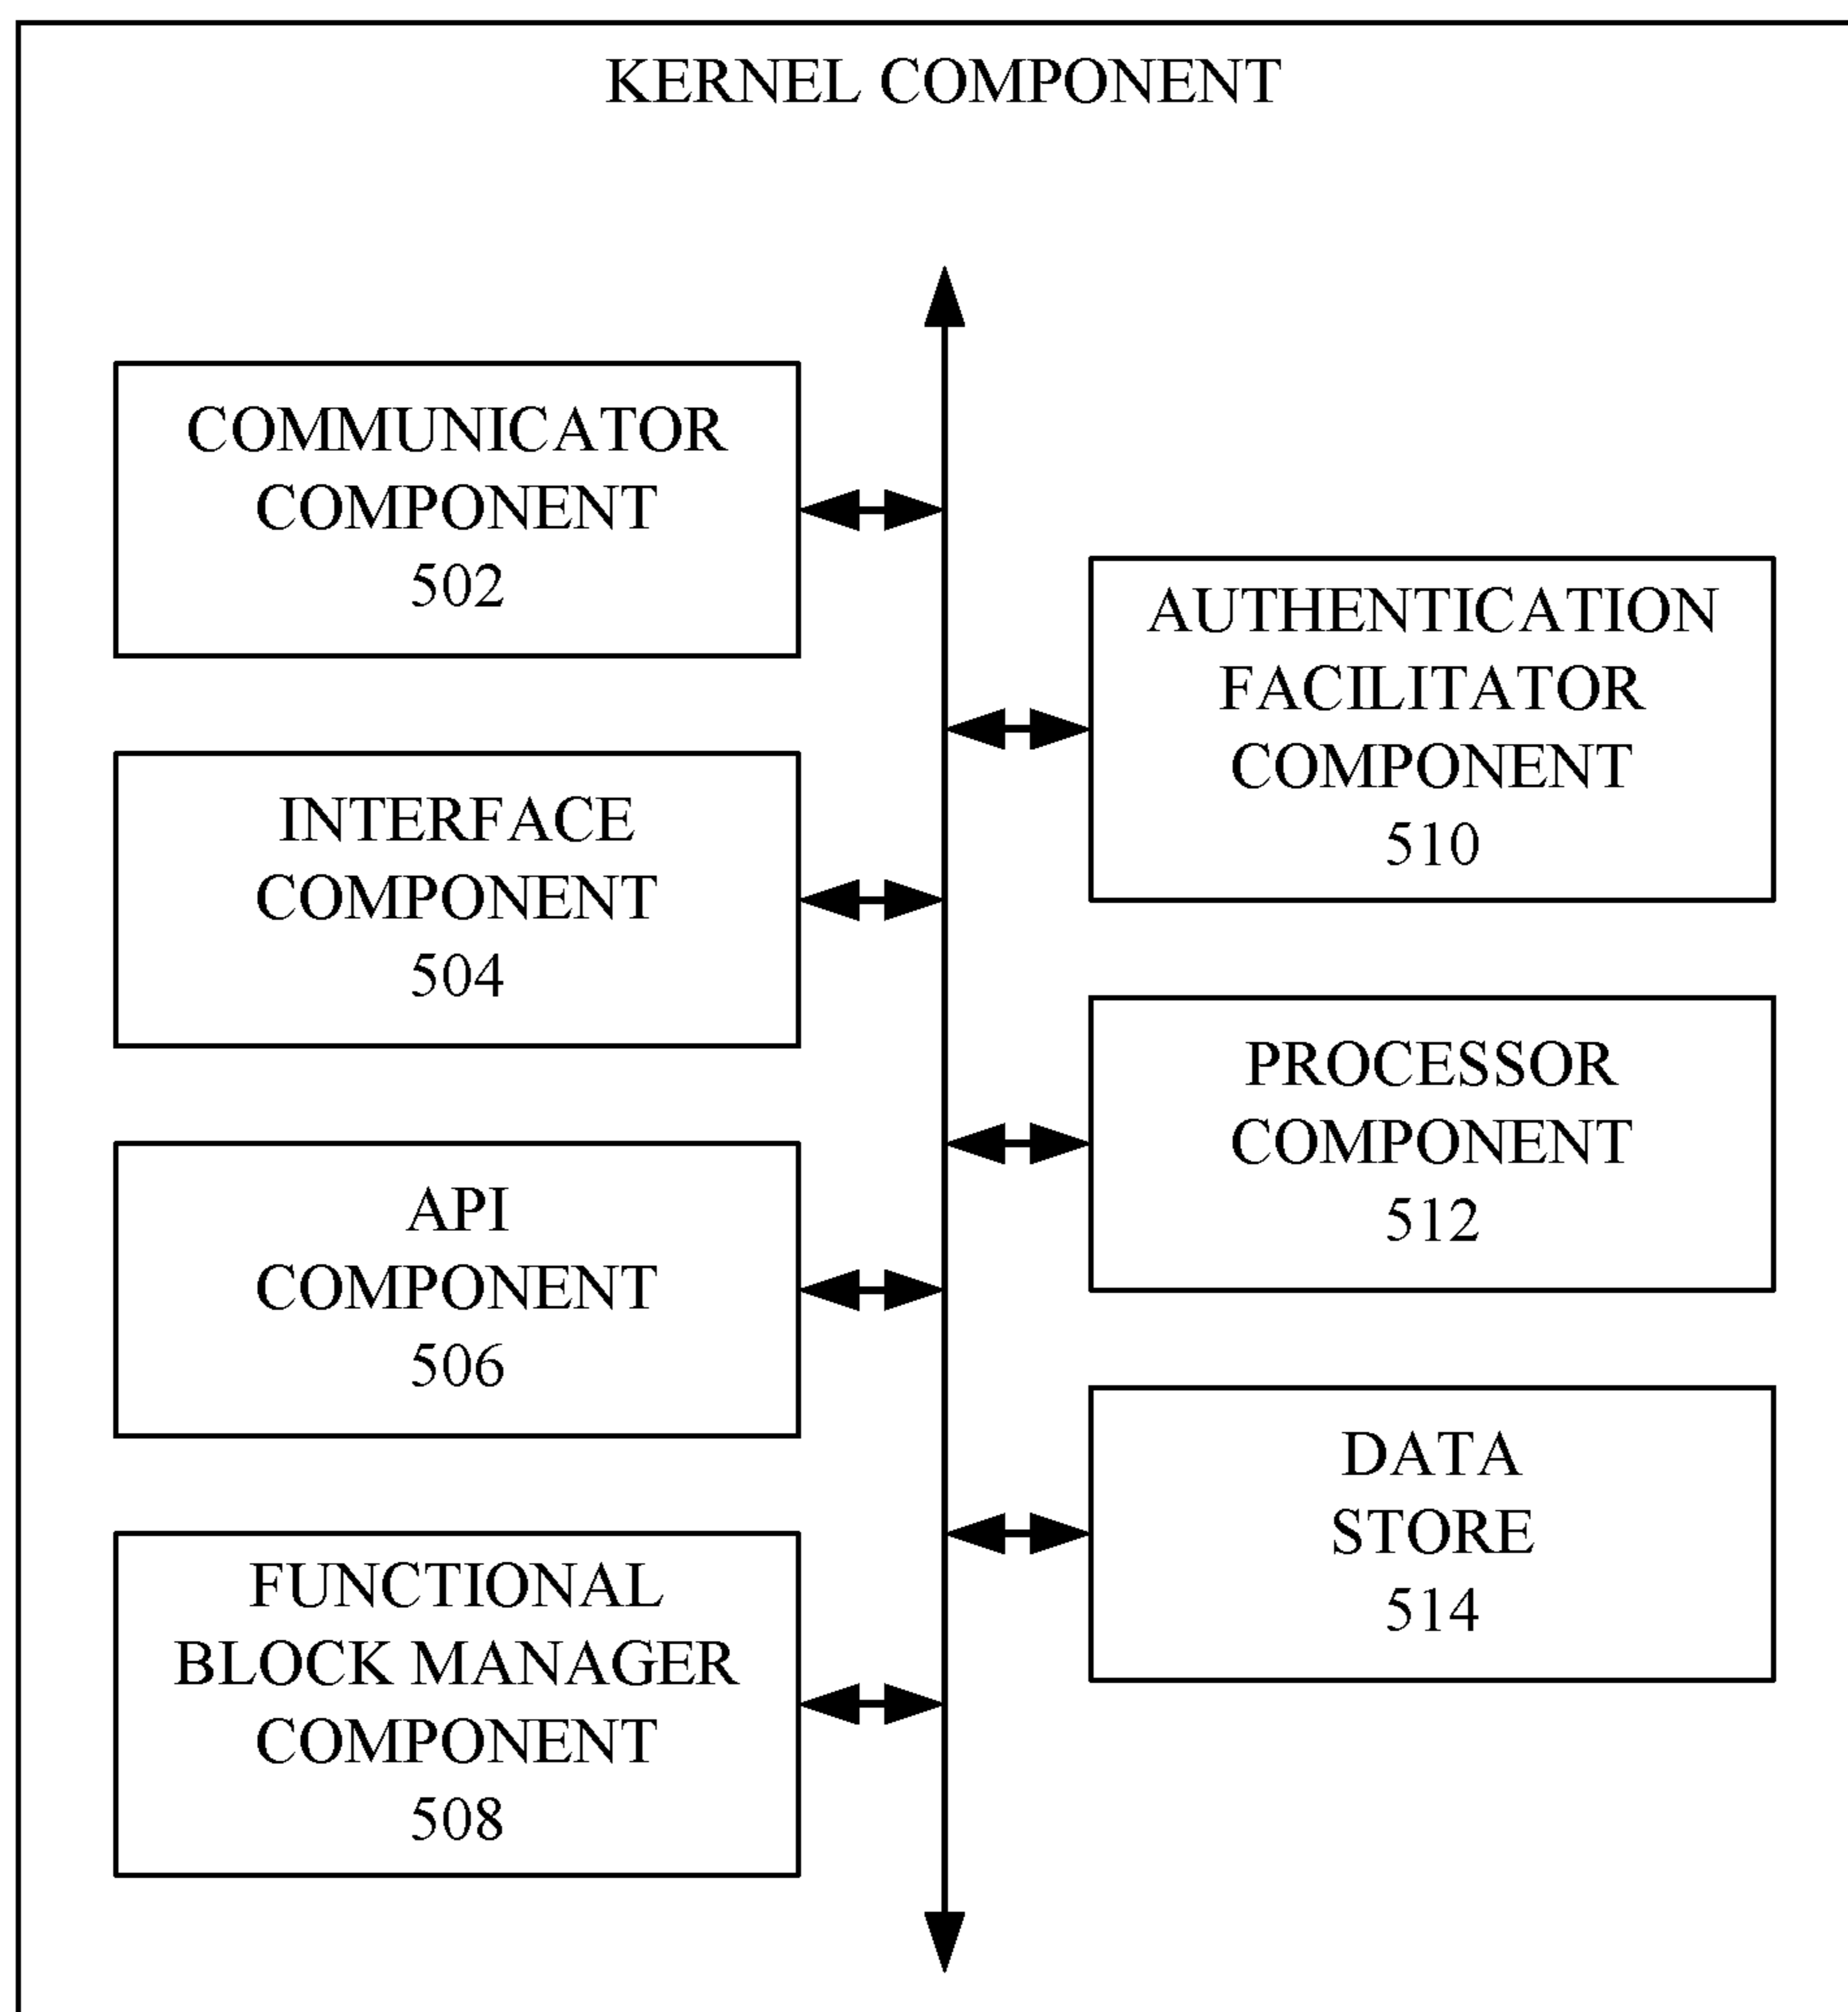 KERNEL COMPONENT
COMMUNICATOR
COMPONENT
502
INTERFACE
COMPONENT
504
API
COMPONENT
506
FUNCTIONAL
BLOCK MANAGER
COMPONENT
508
AUTHENTICATION
FACILITATOR
COMPONENT
510
PROCESSOR
COMPONENT
512
DATA
STORE
514